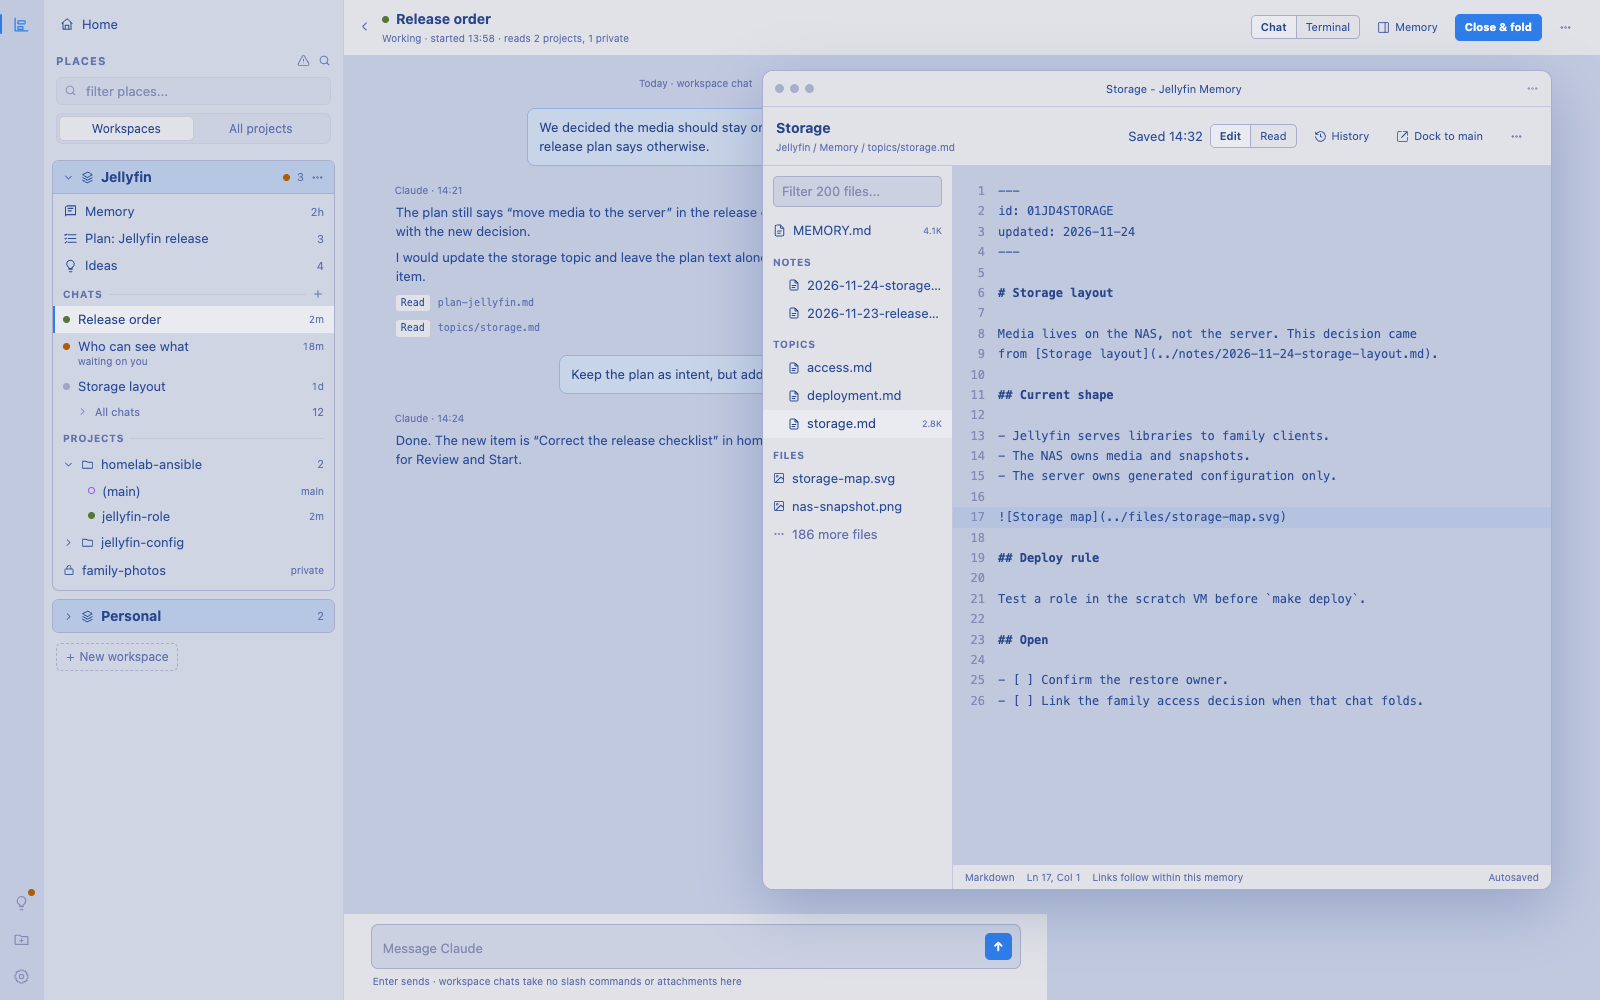 Home
PLACES
filter places...
Workspaces
All projects
Jellyfin
3
Memory
2h
Plan: Jellyfin release
3
Ideas
4
CHATS
Release order
2m
Who can see what
18m
waiting on you
Storage layout
1d
All chats
12
PROJECTS
homelab-ansible
2
(main)
main
jellyfin-role
2m
jellyfin-config
family-photos
private
Personal
2
+ New workspace
Release order
Working · started 13:58 · reads 2 projects, 1 private
Chat
Terminal
Memory
Close & fold
Today · workspace chat
We decided the media should stay
release plan says otherwise.
Claude · 14:21
The plan still says “move media to the server” in the release
with the new decision.
I would update the storage topic and leave the plan text
item.
Read plan-jellyfin.md
Read topics/storage.md
Keep the plan as intent, but add
Claude · 14:24
Done. The new item is “Correct the release checklist” in
for Review and Start.
Message Claude
Enter sends · workspace chats take no slash commands or attachments here
Storage - Jellyfin Memory
Storage
Jellyfin / Memory / topics/storage.md
Saved 14:32
Edit
Read
History
Dock to main
Filter 200 files...
MEMORY.md
4.1K
NOTES
2026-11-24-storage...
2026-11-23-release...
TOPICS
access.md
deployment.md
storage.md
2.8K
FILES
storage-map.svg
nas-snapshot.png
186 more files
1 ---
2 id: 01JD4STORAGE
3 updated: 2026-11-24
4 ---
5
6 # Storage layout
7
8 Media lives on the NAS, not the server. This decision came
9 from [Storage layout](../notes/2026-11-24-storage-layout.md).
10
11 ## Current shape
12
13 - Jellyfin serves libraries to family clients.
14 - The NAS owns media and snapshots.
15 - The server owns generated configuration only.
16
17 ![Storage map](../files/storage-map.svg)
18
19 ## Deploy rule
20
21 Test a role in the scratch VM before `make deploy`.
22
23 ## Open
24
25 - [ ] Confirm the restore owner.
26 - [ ] Link the family access decision when that chat folds.
Markdown
Ln 17, Col 1
Links follow within this memory
Autosaved